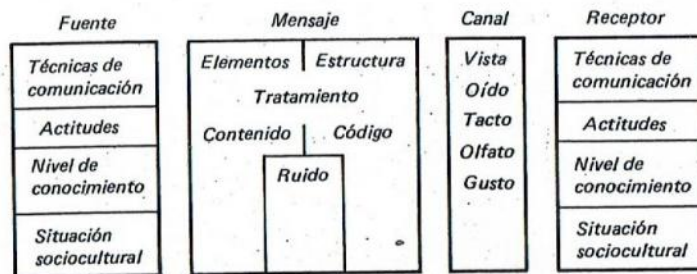 Fuente
Mensaje
Canal
Receptor
Técnicas de
comunicación
Actitudes
Nivel de
conocimiento
Situación
sociocultural
Elementos
Estructura
Tratamiento
Contenido
Código
Ruido
Vista
Oído
Tacto
Olfato
Gusto
Técnicas de
comunicación
Actitudes
Nivel de
conocimiento
Situación
sociocultural